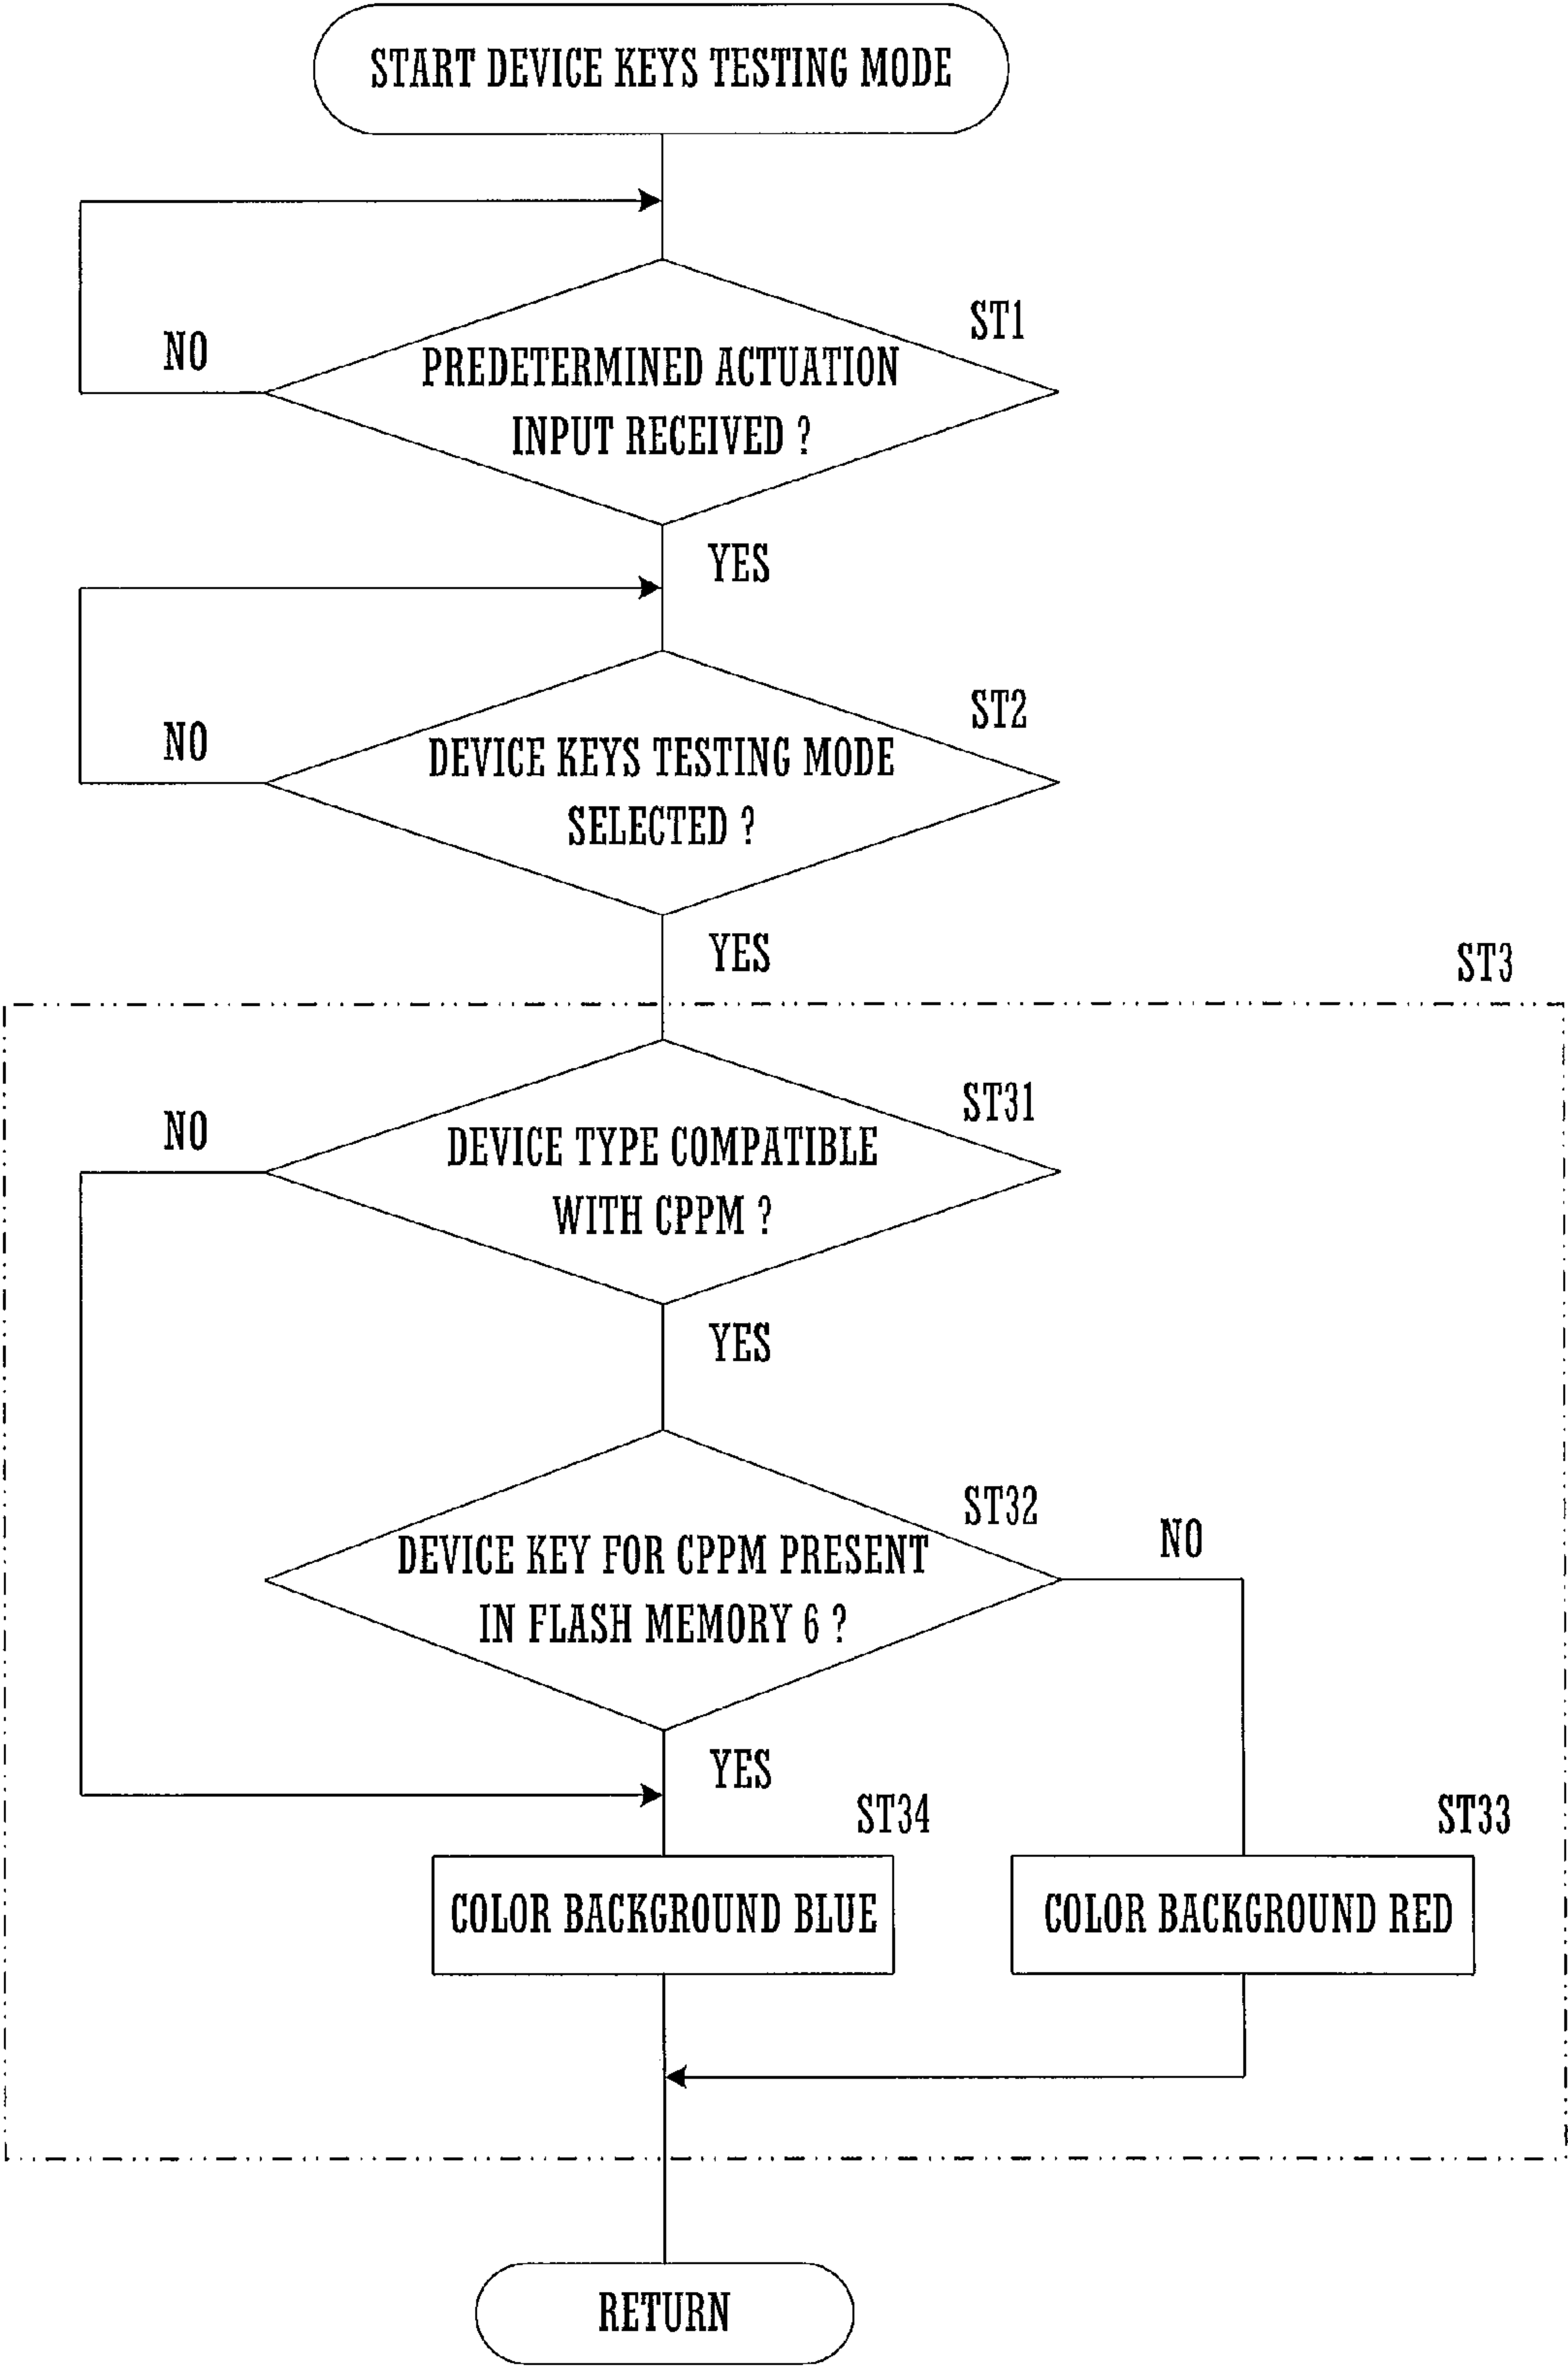 START DEVICE KEYS TESTING MODE
ST1
NO
PREDETERMINED ACTUATION
INPUT RECEIVED ?
YES
ST2
NO
DEVICE KEYS TESTING MODE
SELECTED ?
YES
ST3
ST31
NO
DEVICE TYPE COMPATIBLE
WITH CPPM ?
YES
ST32
NO
DEVICE KEY FOR CPPM PRESENT
IN FLASH MEMORY 6 ?
YES
ST34
ST33
COLOR BACKGROUND BLUE
COLOR BACKGROUND RED
RETURN